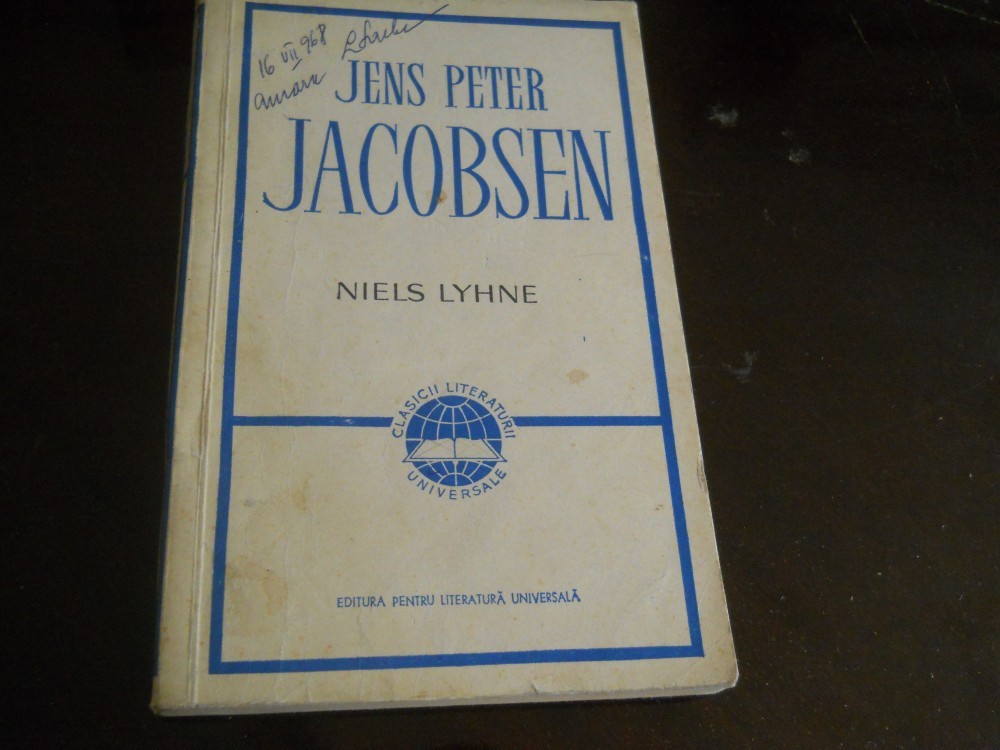 16 VII 968
JENS PETER
JACOBSEN
NIELS LYHNE
CLASICII LITERATURII
UNIVERSALE
EDITURA PENTRU LITERATURĂ UNIVERSALĂ